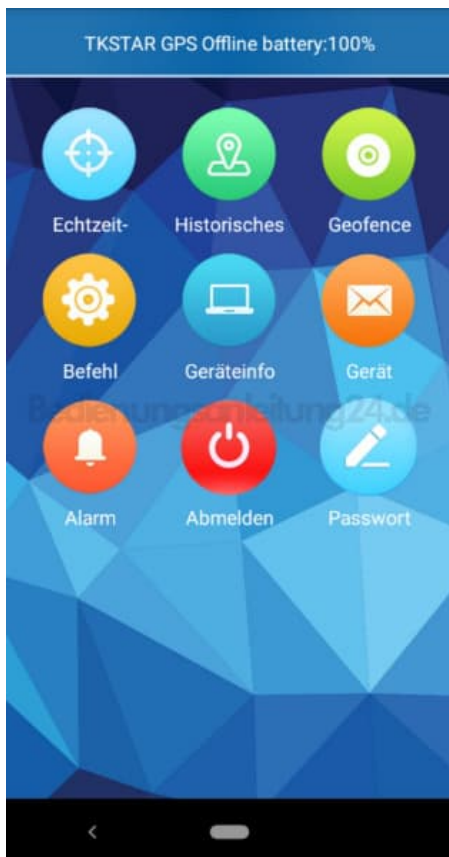 TKSTAR GPS Offline battery:100%
Echtzeit- Historisches Geofence
Befehl Geräteinfo Gerät
Bedienungsanleitung24.de
Alarm Abmelden Passwort